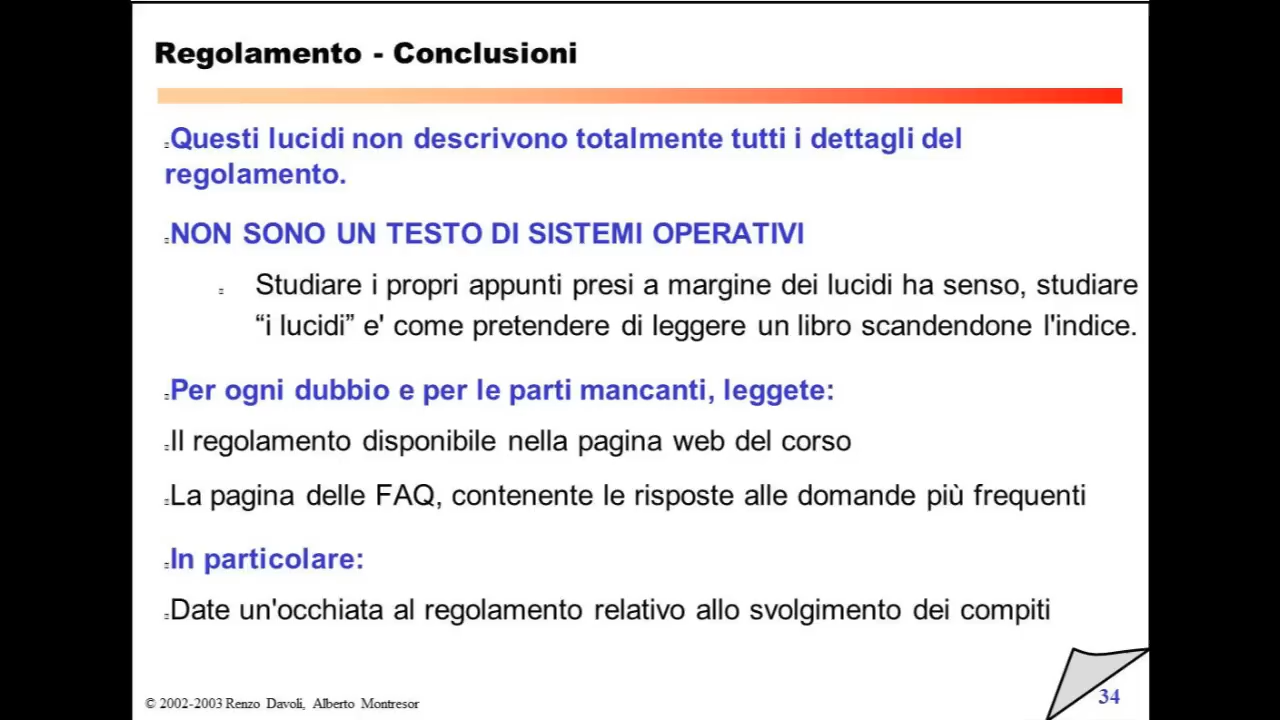 Regolamento - Conclusioni
Questi lucidi non descrivono totalmente tutti i dettagli del
regolamento.
NON SONO UN TESTO DI SISTEMI OPERATIVI
Studiare i propri appunti presi a margine dei lucidi ha senso, studiare
“i lucidi” e' come pretendere di leggere un libro scandendone l'indice.
Per ogni dubbio e per le parti mancanti, leggete:
Il regolamento disponibile nella pagina web del corso
La pagina delle FAQ, contenente le risposte alle domande più frequenti
In particolare:
Date un'occhiata al regolamento relativo allo svolgimento dei compiti
© 2002-2003 Renzo Davoli, Alberto Montresor
34